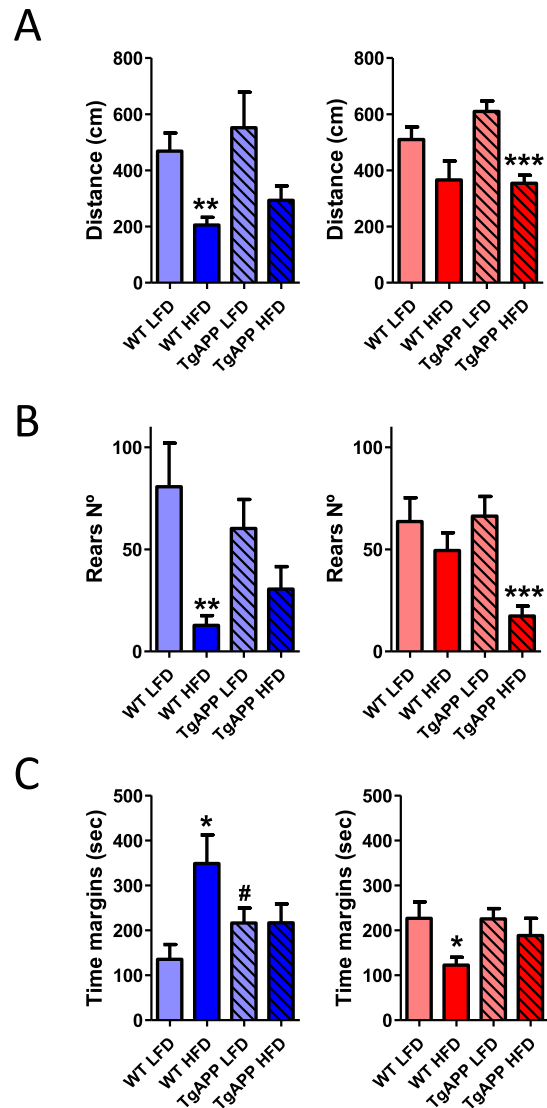 A
Distance (cm)
800
600
400
200
0
**
WT LFD
WT HFD
TgAPP LFD
TgAPP HFD
Distance (cm)
800
600
400
200
0
***
WT LFD
WT HFD
TgAPP LFD
TgAPP HFD
B
Rears Nº
100
50
0
**
WT LFD
WT HFD
TgAPP LFD
TgAPP HFD
Rears Nº
100
50
0
***
WT LFD
WT HFD
TgAPP LFD
TgAPP HFD
C
Time margins (sec)
500
400
300
200
100
0
*
#
WT LFD
WT HFD
TgAPP LFD
TgAPP HFD
Time margins (sec)
500
400
300
200
100
0
*
WT LFD
WT HFD
TgAPP LFD
TgAPP HFD